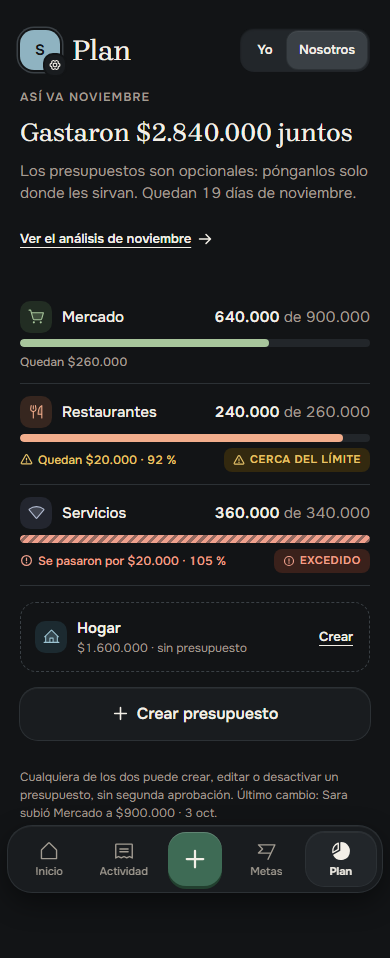 S
Plan
Yo
Nosotros
ASÍ VA NOVIEMBRE
Gastaron $2.840.000 juntos
Los presupuestos son opcionales: pónganlos solo
donde les sirvan. Quedan 19 días de noviembre.
Ver el análisis de noviembre →
Mercado
640.000 de 900.000
Quedan $260.000
Restaurantes
240.000 de 260.000
Quedan $20.000 · 92 %
CERCA DEL LÍMITE
Servicios
360.000 de 340.000
Se pasaron por $20.000 · 105 %
EXCEDIDO
Hogar
$1.600.000 · sin presupuesto
Crear
+ Crear presupuesto
Cualquiera de los dos puede crear, editar o desactivar un
presupuesto, sin segunda aprobación. Último cambio: Sara
subió Mercado a $900.000 · 3 oct.
Inicio
Actividad
+
Metas
Plan